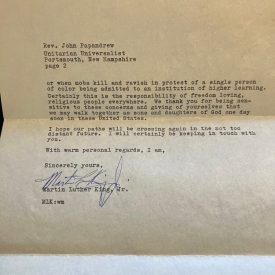 Rev. John Papandrew
Unitarian Universalist
Portsmouth, New Hampshire
page 2
or when mobs kill and ravish in protest of a single person
of color being admitted to an institution of higher learning.
Certainly this is the responsibility of freedom loving,
religious people everywhere. We thank you for being sen-
sitive to these concerns and giving of yourselves that
we may walk together as sons and daughters of God one day
soon in these United States.
I hope our paths will be crossing again in the not too
distant future. I will certainly be keeping in touch with
you.
With warm personal regards, I am,
Sincerely yours,
Martin Luther King, Jr.
MLK:wm